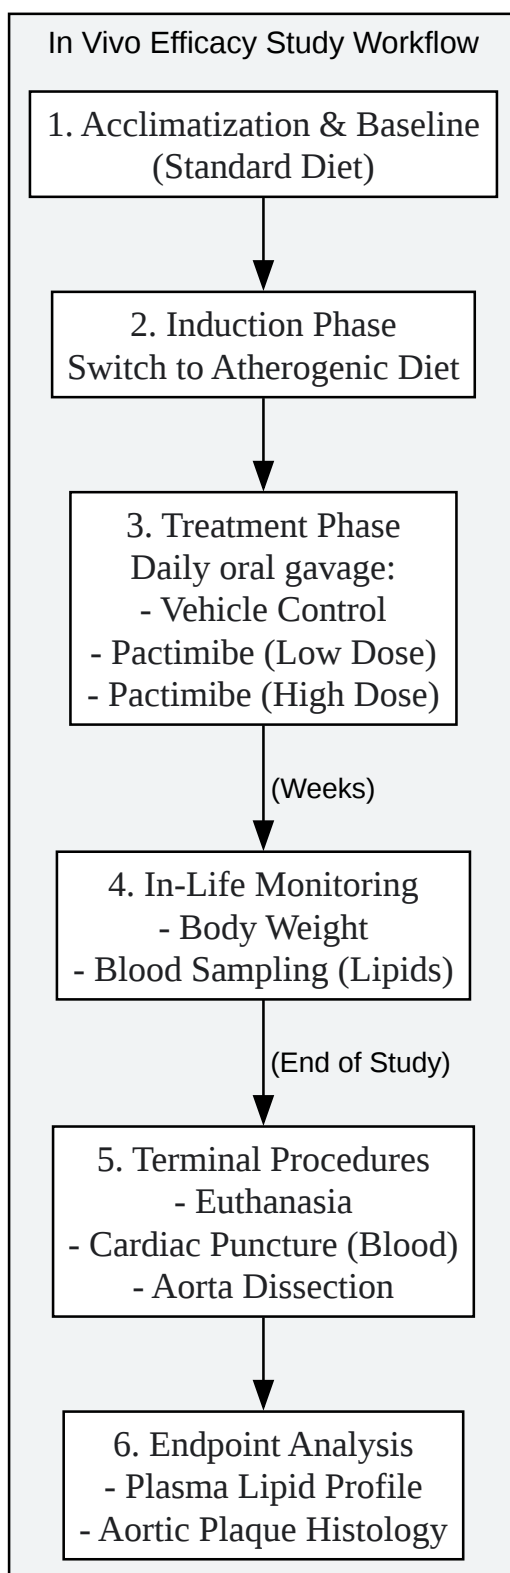 In Vivo Efficacy Study Workflow
1. Acclimatization & Baseline
(Standard Diet)
2. Induction Phase
Switch to Atherogenic Diet
3. Treatment Phase
Daily oral gavage:
- Vehicle Control
- Pactimibe (Low Dose)
- Pactimibe (High Dose)
(Weeks)
4. In-Life Monitoring
- Body Weight
- Blood Sampling (Lipids)
(End of Study)
5. Terminal Procedures
- Euthanasia
- Cardiac Puncture (Blood)
- Aorta Dissection
6. Endpoint Analysis
- Plasma Lipid Profile
- Aortic Plaque Histology